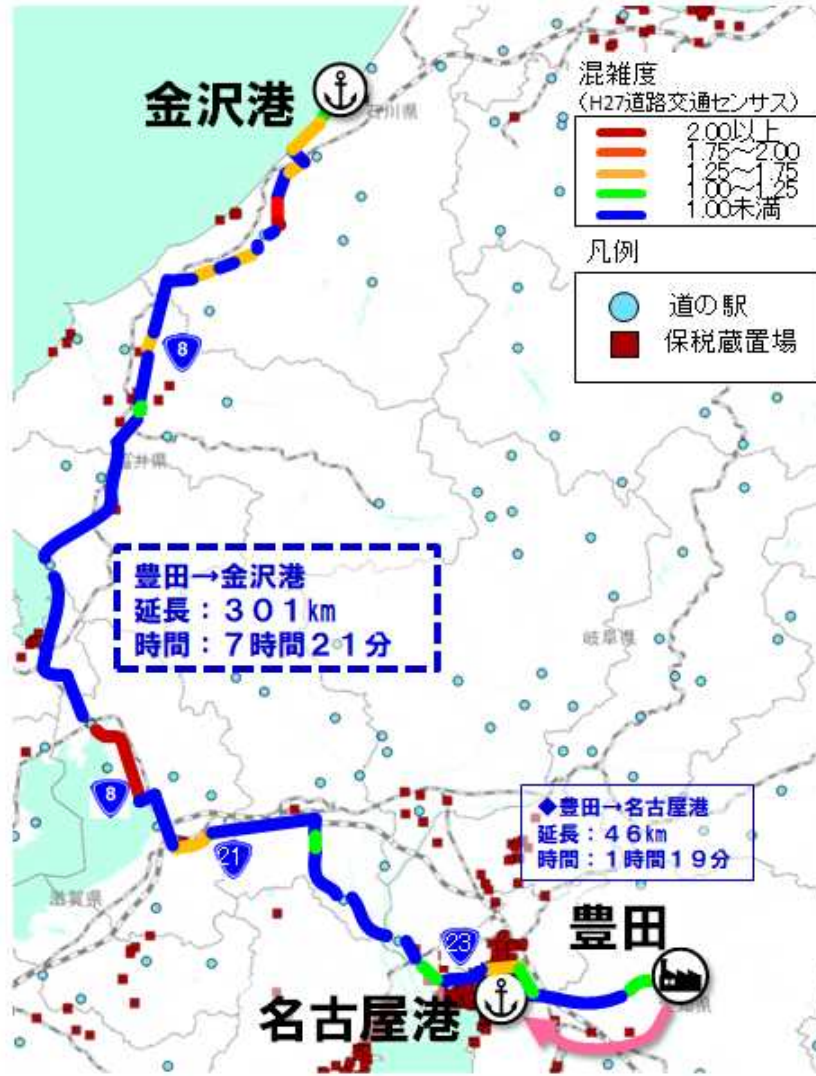 金沢港
石川県
混雑度
(H27道路交通センサス)
2.00以上
1.75～2.00
1.25～1.75
1.00～1.25
1.00未満
凡例
道の駅
保税蔵置場
8
福井県
豊田→金沢港
延長：３０１km
時間：７時間２１分
岐阜県
8
◆豊田→名古屋港
延長：４６km
時間：１時間１９分
21
滋賀県
23
豊田
名古屋港